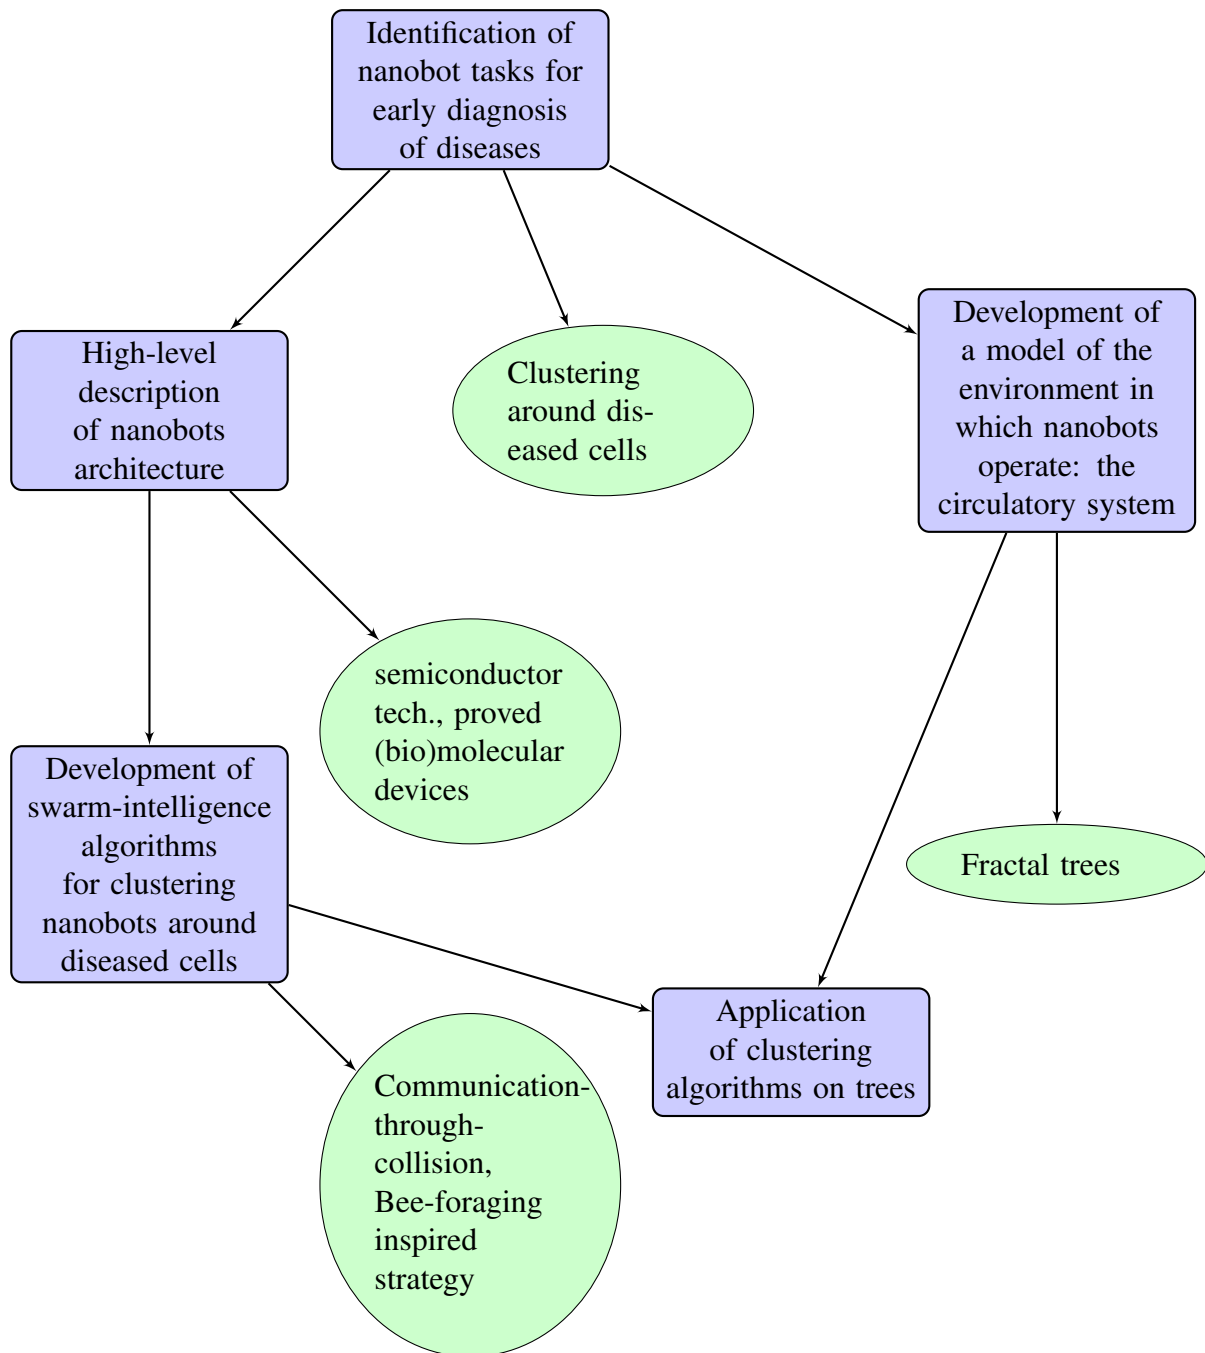 Identification of
nanobot tasks for
early diagnosis
of diseases
High-level
description
of nanobots
architecture
Clustering
around dis-
eased cells
Development of
a model of the
environment in
which nanobots
operate: the
circulatory system
semiconductor
tech., proved
(bio)molecular
devices
Development of
swarm-intelligence
algorithms
for clustering
nanobots around
diseased cells
Fractal trees
Application
of clustering
algorithms on trees
Communication-
through-
collision,
Bee-foraging
inspired
strategy